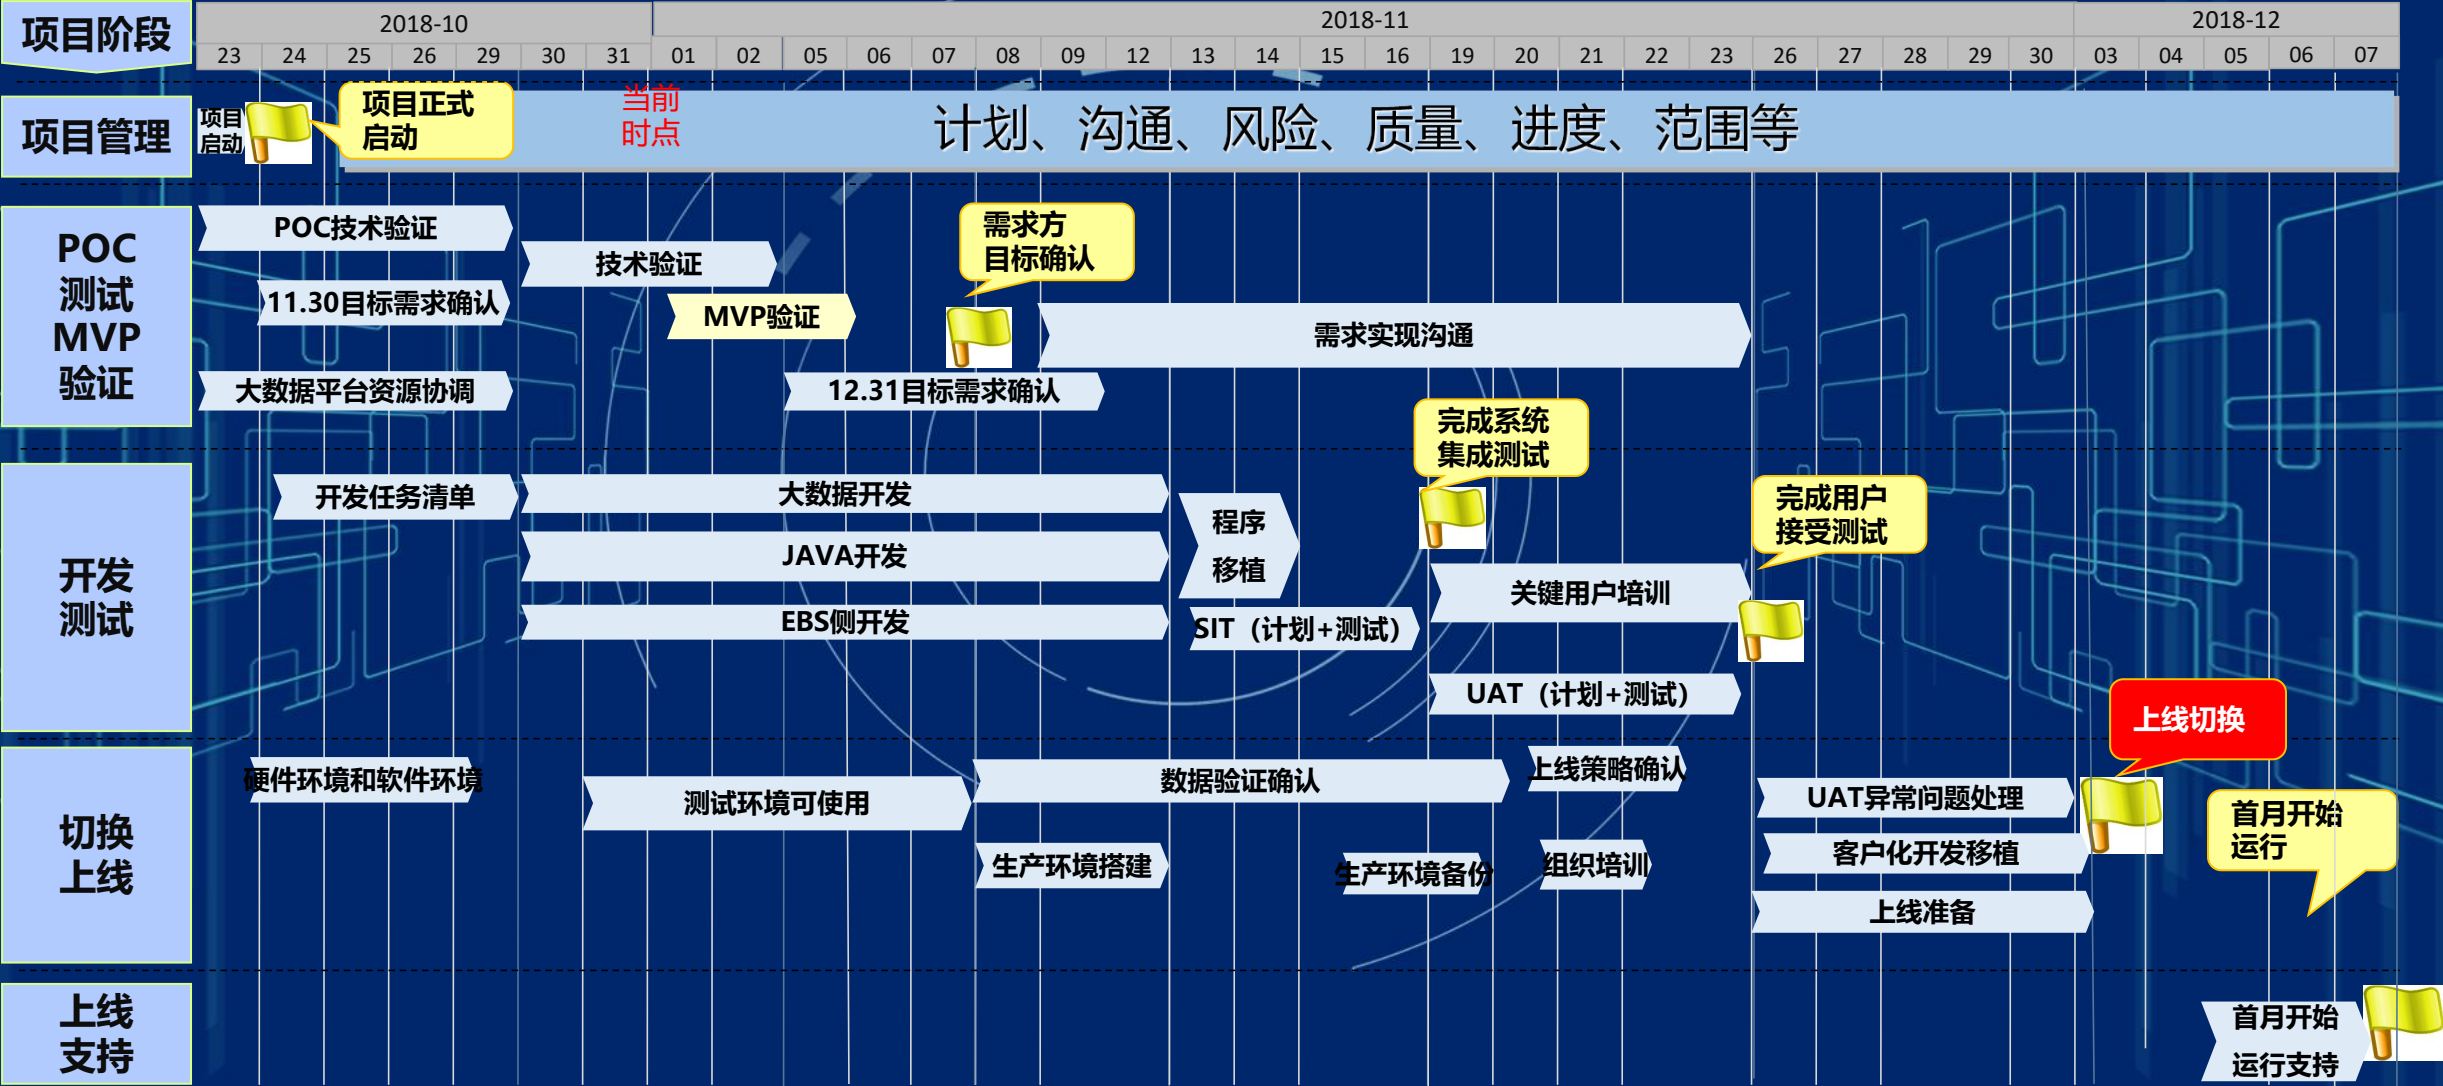 项目阶段
2018-10
2018-11
2018-12
23 24 25 26 29 30 31 01 02 05 06 07 08 09 12 13 14 15 16 19 20 21 22 23 26 27 28 29 30 03 04 05 06 07
项目管理
项目
启动
项目正式
启动
当前
时点
计划、沟通、风险、质量、进度、范围等
POC
测试
MVP
验证
POC技术验证
技术验证
11.30目标需求确认
MVP验证
需求方
目标确认
需求实现沟通
大数据平台资源协调
12.31目标需求确认
开发
测试
开发任务清单
大数据开发
JAVA开发
EBS侧开发
程序
移植
SIT（计划+测试）
完成系统
集成测试
关键用户培训
UAT（计划+测试）
完成用户
接受测试
切换
上线
硬件环境和软件环境
测试环境可使用
数据验证确认
生产环境搭建
生产环境备份
上线策略确认
组织培训
UAT异常问题处理
客户化开发移植
上线准备
上线切换
首月开始
运行
上线
支持
首月开始
运行支持